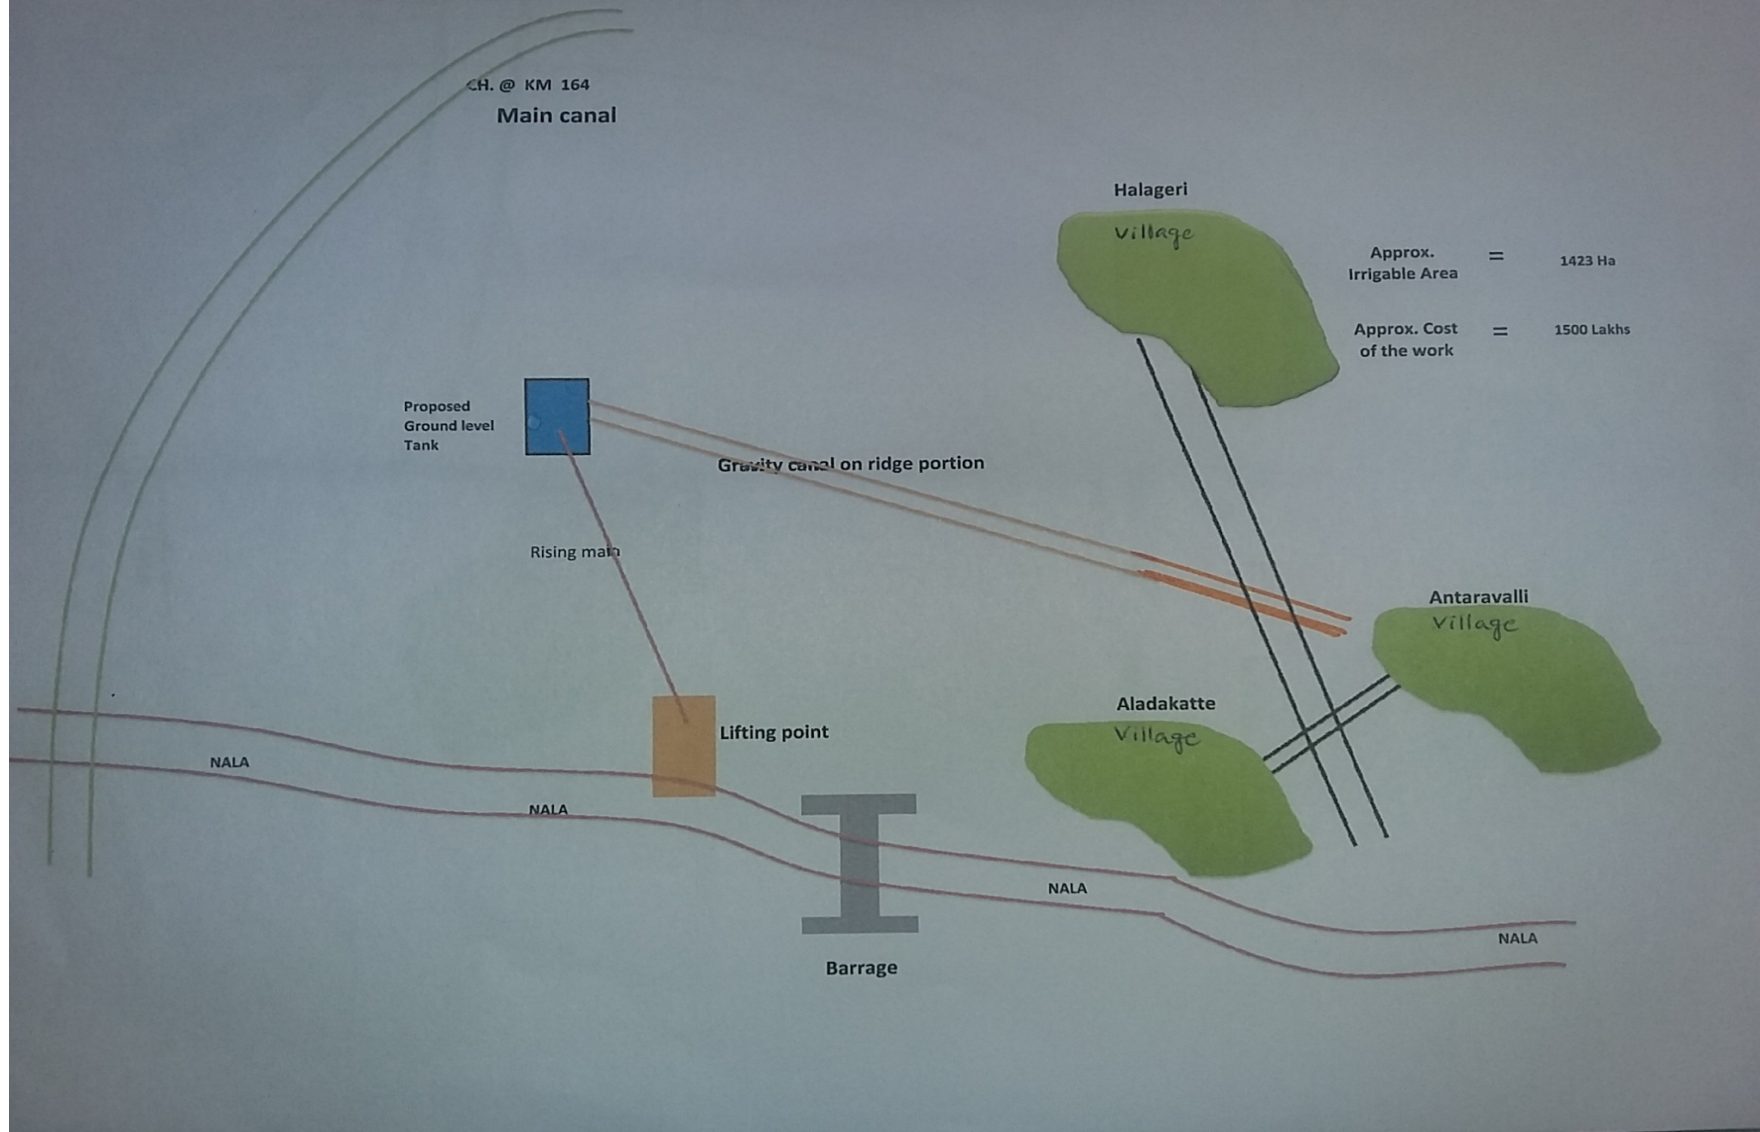 CH. @ KM 164
Main canal
Halageri
Village
Approx.
Irrigable Area
=
1423 Ha
Approx. Cost
of the work
=
1500 Lakhs
Proposed
Ground level
Tank
Gravity canal on ridge portion
Rising main
Antaravalli
Village
Aladakatte
Village
Lifting point
NALA
NALA
NALA
NALA
Barrage